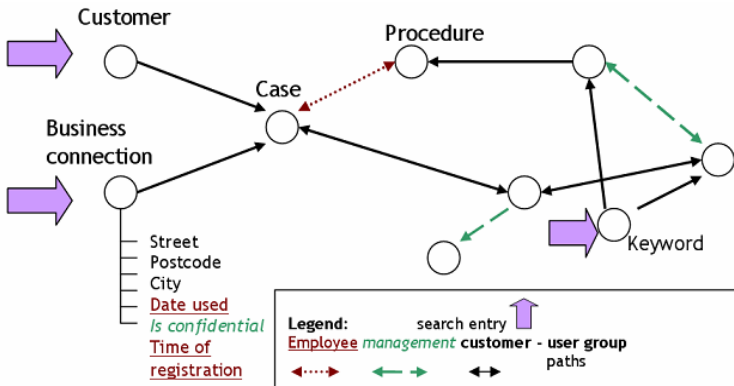 Customer
Procedure
Case
Business
connection
Keyword
Street
Postcode
City
Date used
Is confidential
Time of
registration
Legend:
search entry
Employee management customer - user group
paths